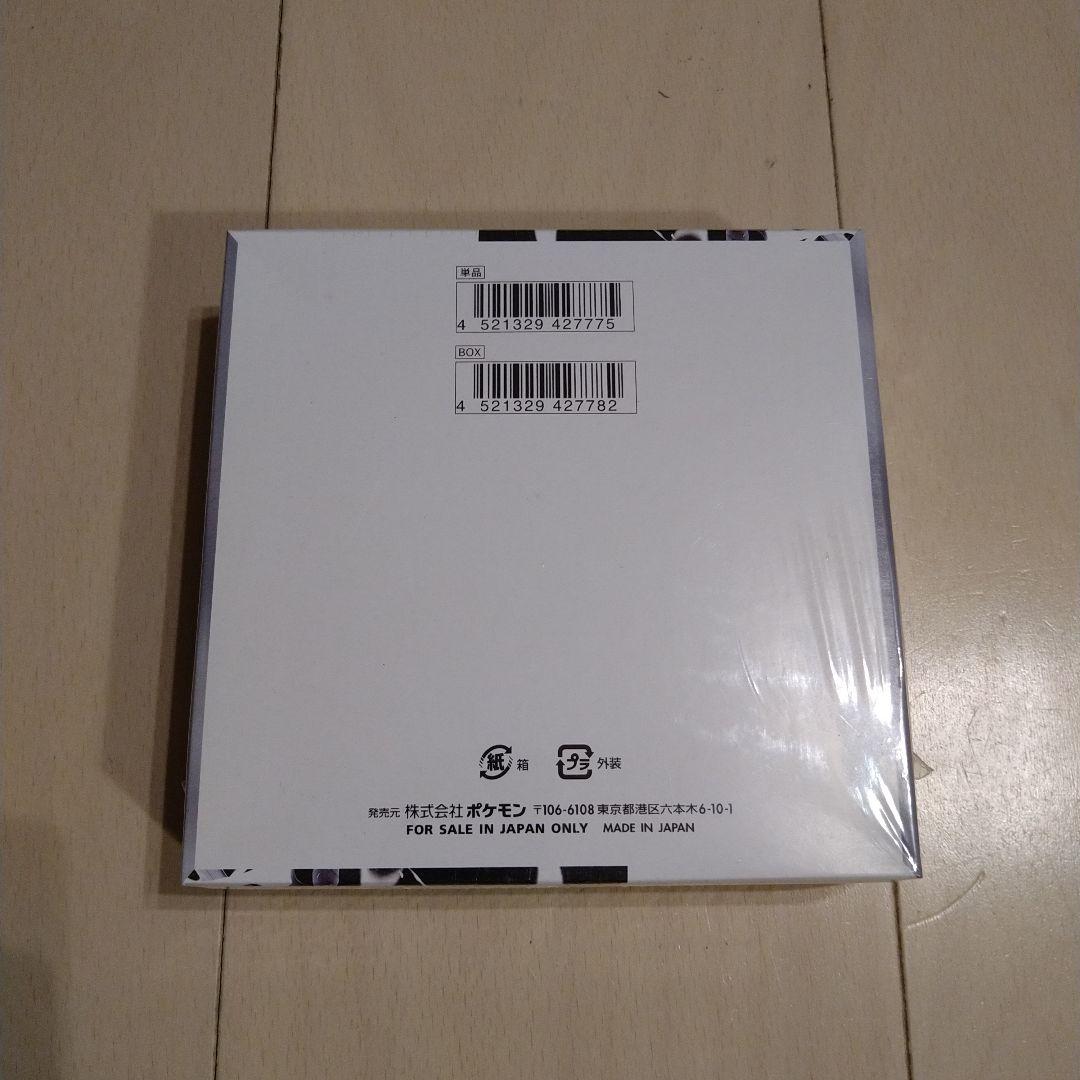 単品
4 521329 427775
BOX
4 521329 427782
紙 箱 プラ 外装
発売元 株式会社ポケモン 〒106-6108 東京都港区六本木6-10-1
FOR SALE IN JAPAN ONLY MADE IN JAPAN